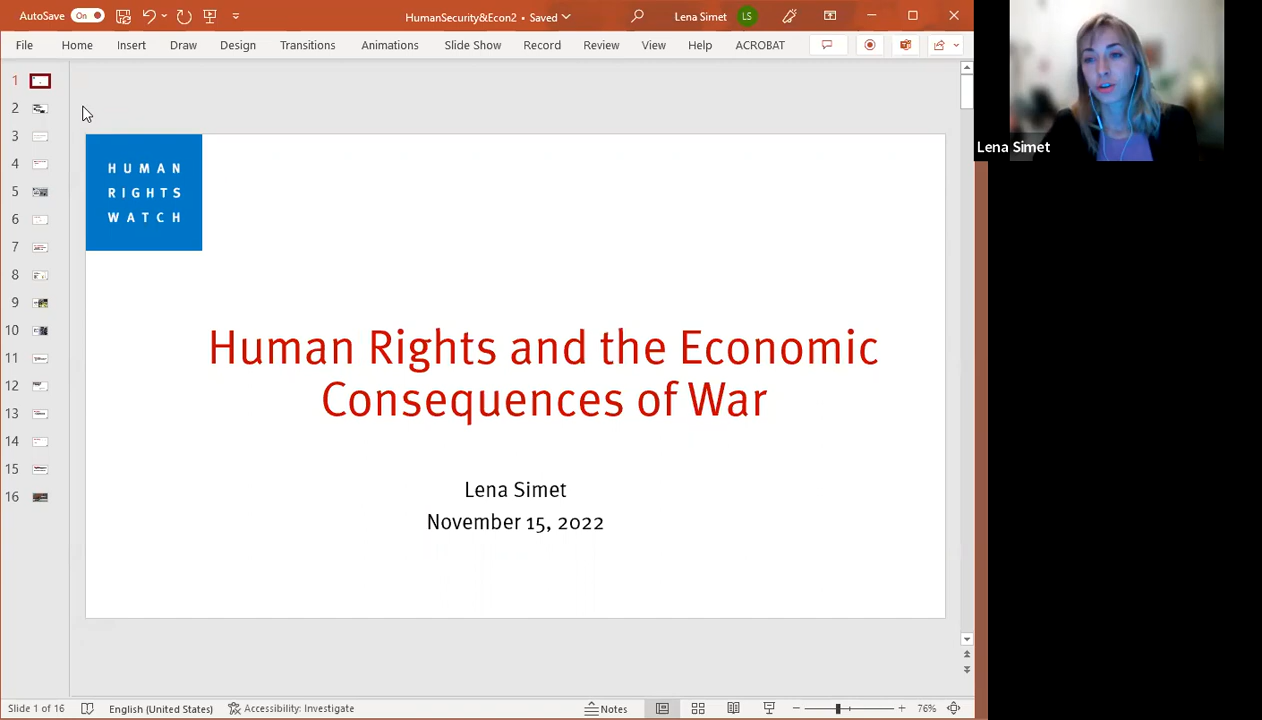 AutoSave On HumanSecurity&Econ2 • Saved Lena Simet LS
File Home Insert Draw Design Transitions Animations Slide Show Record Review View Help ACROBAT
1
2
3
4
5
6
7
8
9
10
11
12
13
14
15
16
HUMAN
RIGHTS
WATCH
Human Rights and the Economic
Consequences of War
Lena Simet
November 15, 2022
Lena Simet
Slide 1 of 16 English (United States) Accessibility: Investigate Notes 76%